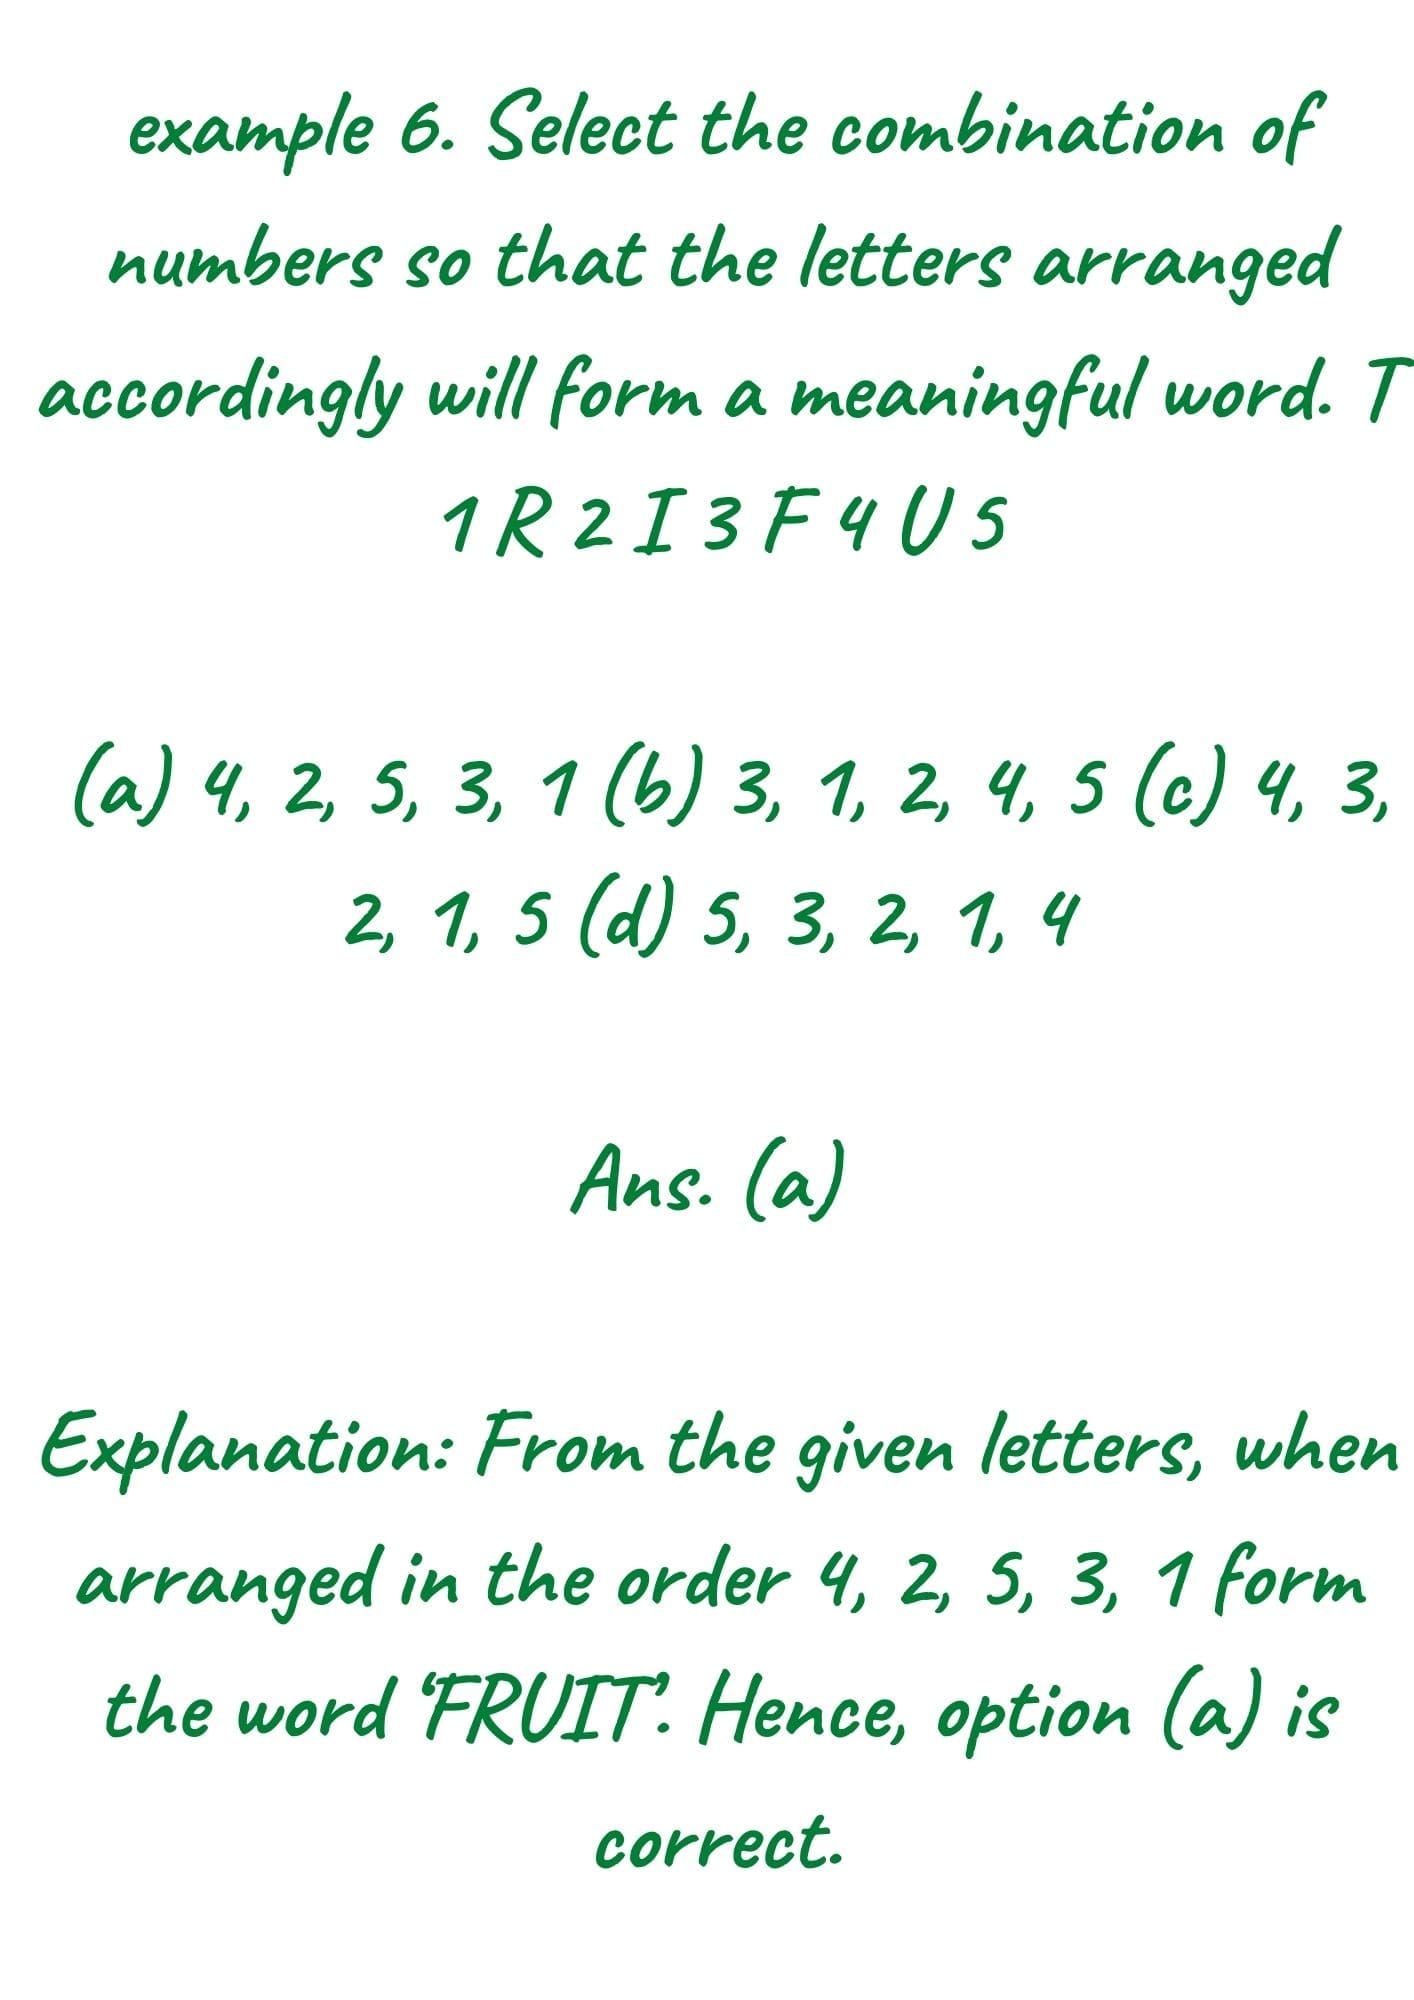 example 6. Select the combination of
numbers so that the letters arranged
accordingly will form a meaningful word. T
1 R 2 I 3 F 4 U 5
(a) 4, 2, 5, 3, 1 (b) 3, 1, 2, 4, 5 (c) 4, 3,
2, 1, 5 (d) 5, 3, 2, 1, 4
Ans. (a)
Explanation: From the given letters, when
arranged in the order 4, 2, 5, 3, 1 form
the word ‘FRUIT’. Hence, option (a) is
correct.